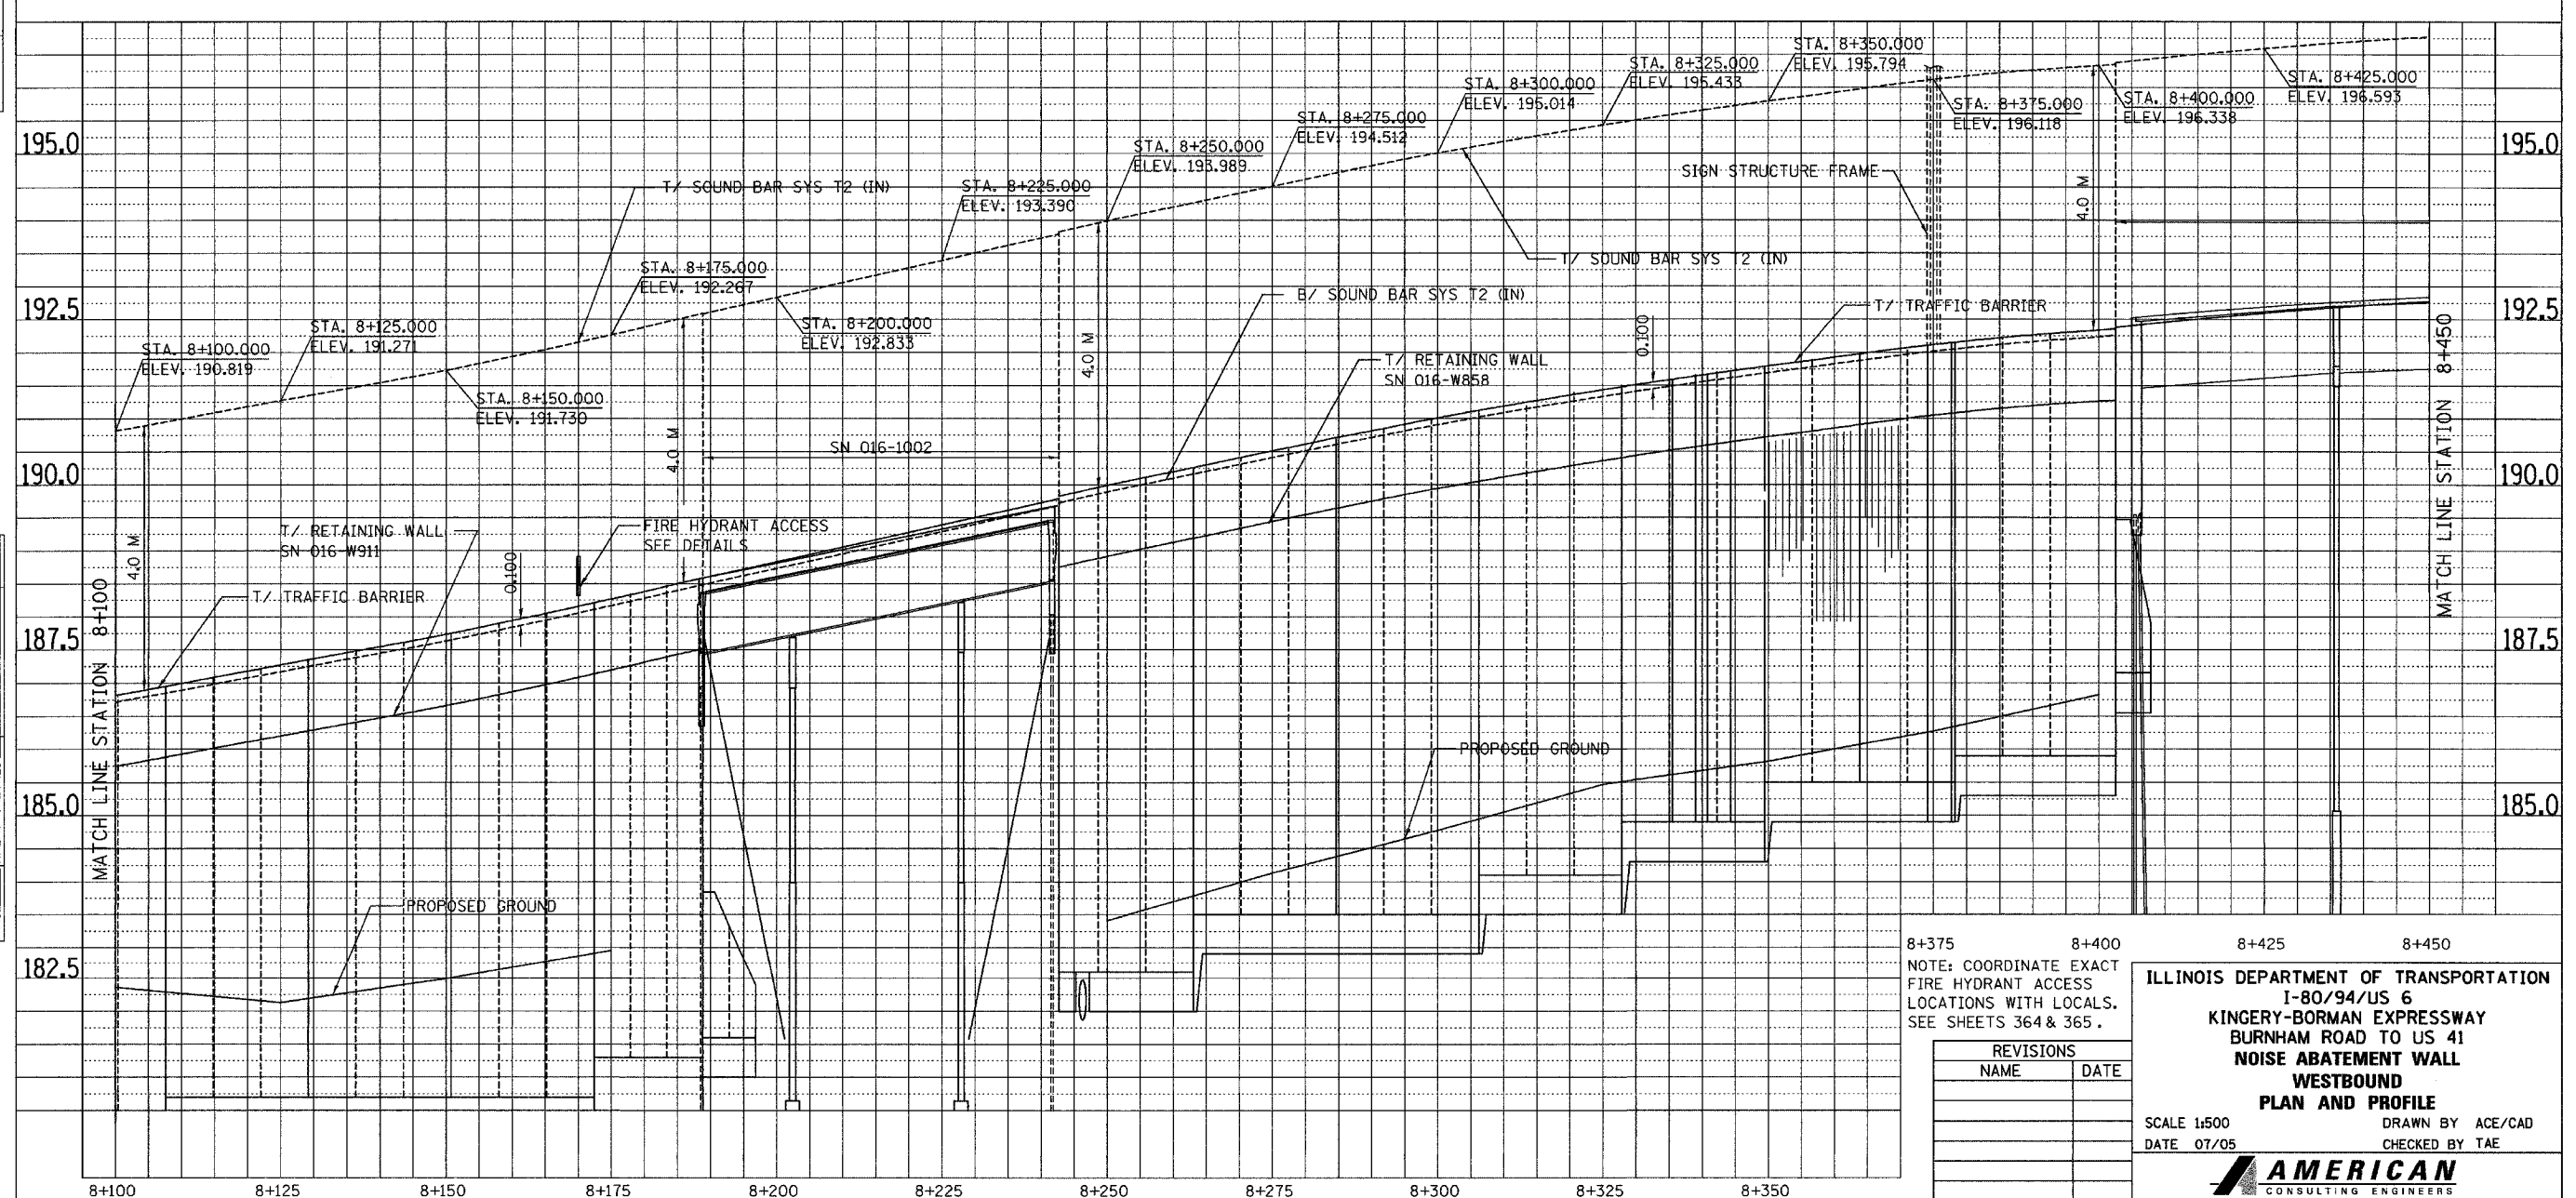 STA. 8+350.000
ELEV. 195.794
STA. 8+325.000
ELEV. 195.433
STA. 8+300.000
ELEV. 195.014
STA. 8+275.000
ELEV. 194.512
STA. 8+250.000
ELEV. 193.989
STA. 8+375.000
ELEV. 196.118
STA. 8+400.000
ELEV. 196.338
STA. 8+425.000
ELEV. 196.593
195.0
195.0
T/ SOUND BAR SYS T2 (IN)
STA. 8+225.000
ELEV. 193.390
SIGN STRUCTURE FRAME
4.0 M
T/ SOUND BAR SYS T2 (IN)
STA. 8+175.000
ELEV. 192.267
B/ SOUND BAR SYS T2 (IN)
T/ TRAFFIC BARRIER
192.5
192.5
STA. 8+125.000
ELEV. 191.271
STA. 8+200.000
ELEV. 192.833
STA. 8+100.000
ELEV. 190.819
4.0 M
0.100
T/ RETAINING WALL
SN 016-W858
STA. 8+150.000
ELEV. 191.730
4.0 M
SN 016-1002
190.0
190.0
MATCH LINE STATION 8+450
T/ RETAINING WALL
SN 016-W911
FIRE HYDRANT ACCESS
SEE DETAILS
4.0 M
0.100
T/ TRAFFIC BARRIER
187.5
187.5
MATCH LINE STATION 8+100
PROPOSED GROUND
185.0
185.0
PROPOSED GROUND
182.5
8+375 8+400 8+425 8+450
NOTE: COORDINATE EXACT
FIRE HYDRANT ACCESS
LOCATIONS WITH LOCALS.
SEE SHEETS 364 & 365.
REVISIONS
NAME DATE
ILLINOIS DEPARTMENT OF TRANSPORTATION
I-80/94/US 6
KINGERY-BORMAN EXPRESSWAY
BURNHAM ROAD TO US 41
NOISE ABATEMENT WALL
WESTBOUND
PLAN AND PROFILE
SCALE 1:500 DRAWN BY ACE/CAD
DATE 07/05 CHECKED BY TAE
AMERICAN
CONSULTING ENGINEERS
8+100 8+125 8+150 8+175 8+200 8+225 8+250 8+275 8+300 8+325 8+350